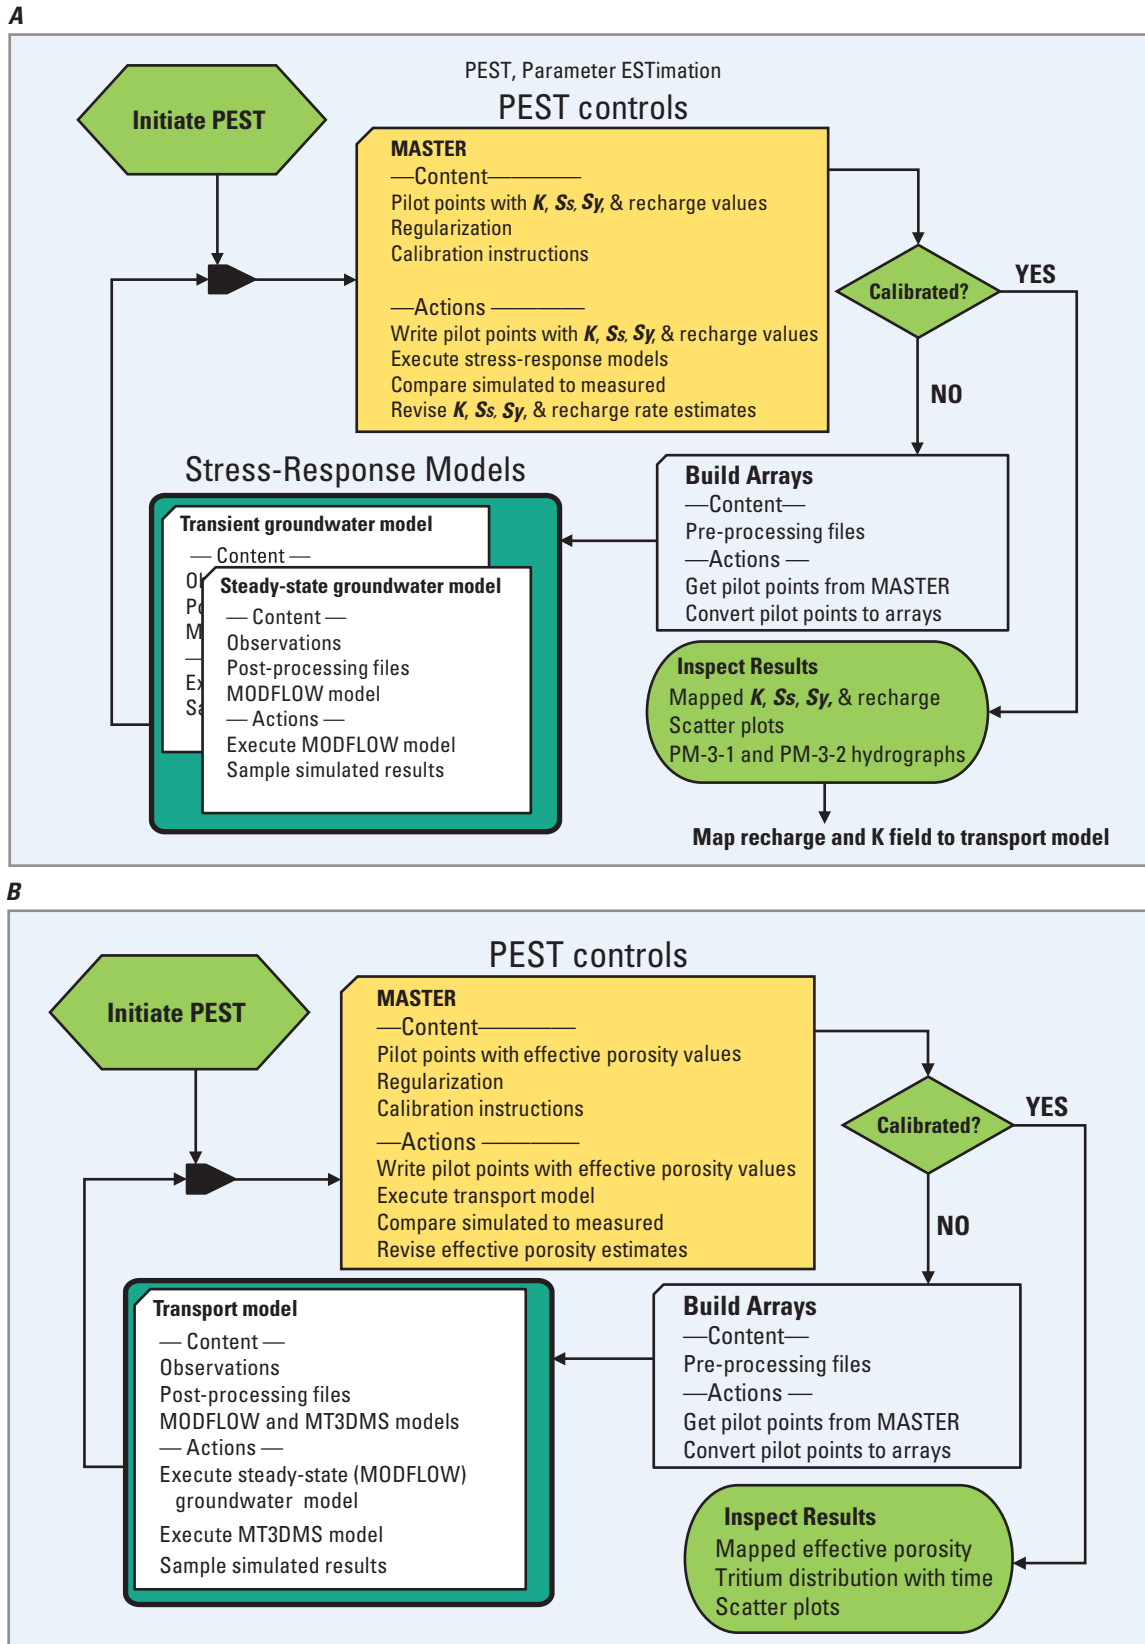 A
PEST, Parameter ESTimation
PEST controls
Initiate PEST
MASTER
—Content————
Pilot points with K, Ss, Sy, & recharge values
Regularization
Calibration instructions
—Actions ————
Write pilot points with K, Ss, Sy, & recharge values
Execute stress-response models
Compare simulated to measured
Revise K, Ss, Sy, & recharge rate estimates
Calibrated?
YES
NO
Stress-Response Models
Transient groundwater model
— Content —
Steady-state groundwater model
— Content —
Observations
Post-processing files
MODFLOW model
— Actions —
Execute MODFLOW model
Sample simulated results
Build Arrays
—Content—
Pre-processing files
—Actions —
Get pilot points from MASTER
Convert pilot points to arrays
Inspect Results
Mapped K, Ss, Sy, & recharge
Scatter plots
PM-3-1 and PM-3-2 hydrographs
Map recharge and K field to transport model
B
PEST controls
Initiate PEST
MASTER
—Content————
Pilot points with effective porosity values
Regularization
Calibration instructions
—Actions ————
Write pilot points with effective porosity values
Execute transport model
Compare simulated to measured
Revise effective porosity estimates
Calibrated?
YES
NO
Transport model
— Content —
Observations
Post-processing files
MODFLOW and MT3DMS models
— Actions —
Execute steady-state (MODFLOW)
groundwater model
Execute MT3DMS model
Sample simulated results
Build Arrays
—Content—
Pre-processing files
—Actions —
Get pilot points from MASTER
Convert pilot points to arrays
Inspect Results
Mapped effective porosity
Tritium distribution with time
Scatter plots